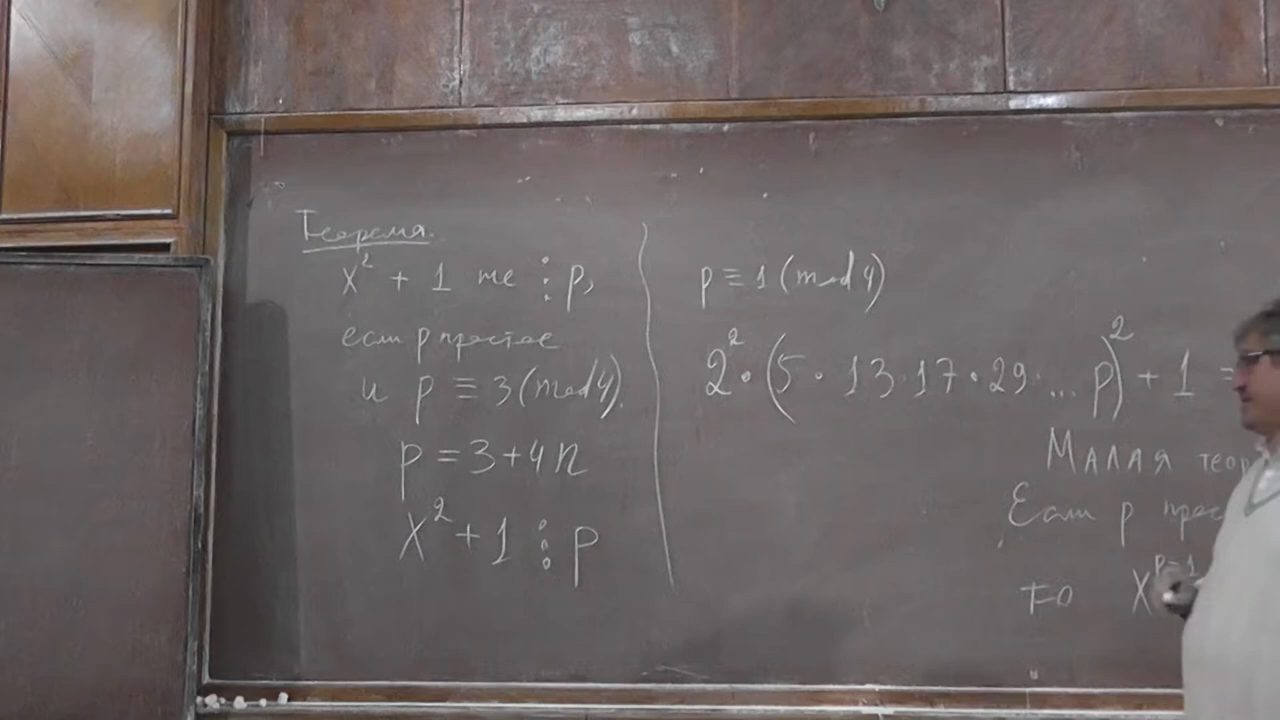 Теорема.
x² + 1 не ⋮ p,
если p простое
и p ≡ 3 (mod 4).
p = 3 + 4n
x² + 1 ⋮ p
p ≡ 1 (mod 4)
2² · (5 · 13 · 17 · 29 · ... p)² + 1 =
Малая теор
Если p прос
то x^{p-1}